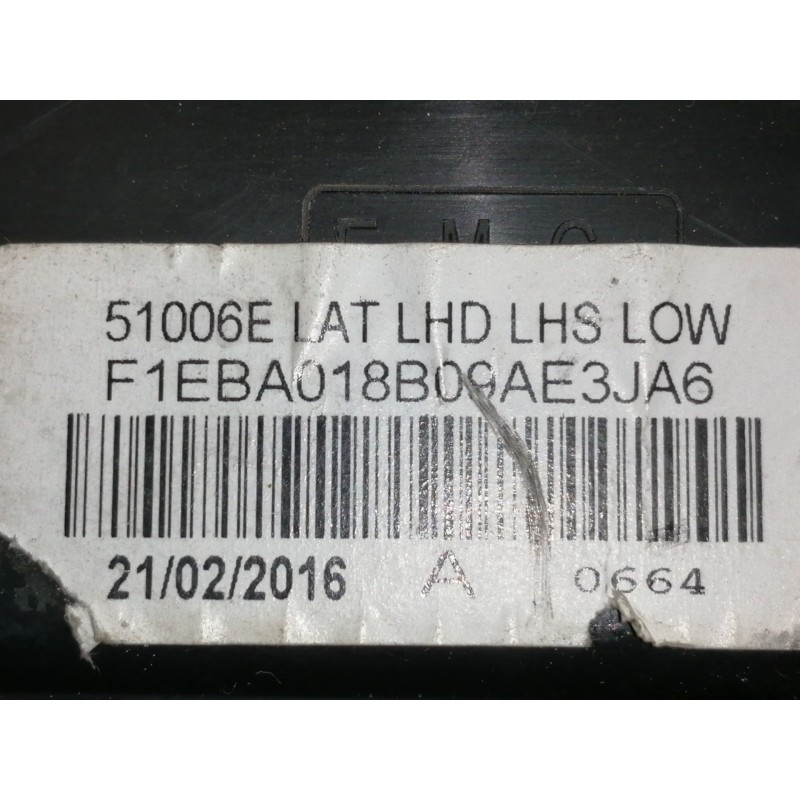 51006E LAT LHD LHS LOW
F1EBA018B09AE3JA6
21/02/2016 A 0664